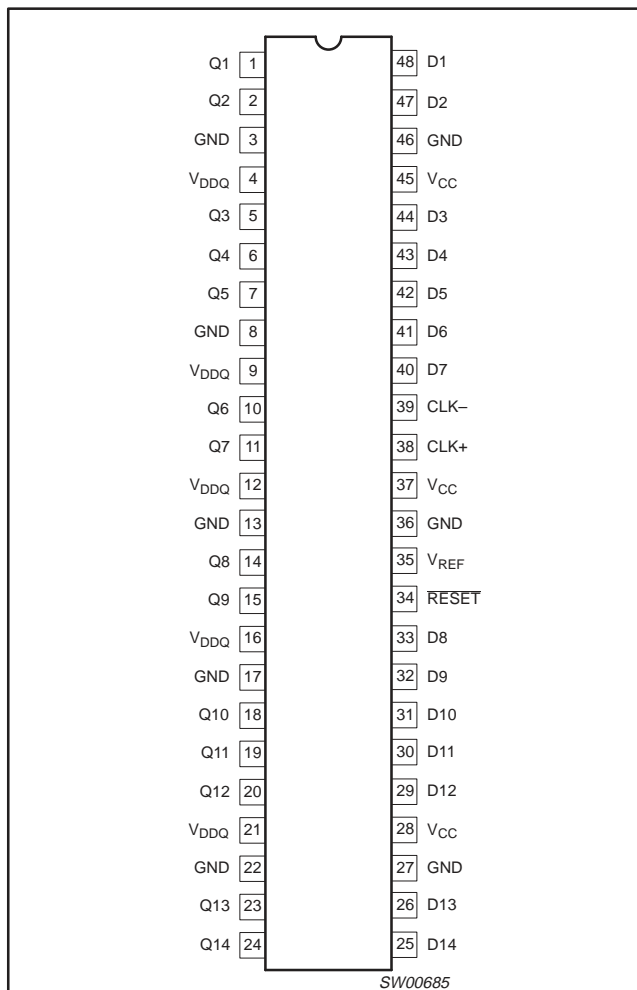 Q1 1 48 D1
Q2 2 47 D2
GND 3 46 GND
VDDQ 4 45 VCC
Q3 5 44 D3
Q4 6 43 D4
Q5 7 42 D5
GND 8 41 D6
VDDQ 9 40 D7
Q6 10 39 CLK–
Q7 11 38 CLK+
VDDQ 12 37 VCC
GND 13 36 GND
Q8 14 35 VREF
Q9 15 34 RESET
VDDQ 16 33 D8
GND 17 32 D9
Q10 18 31 D10
Q11 19 30 D11
Q12 20 29 D12
VDDQ 21 28 VCC
GND 22 27 GND
Q13 23 26 D13
Q14 24 25 D14
SW00685